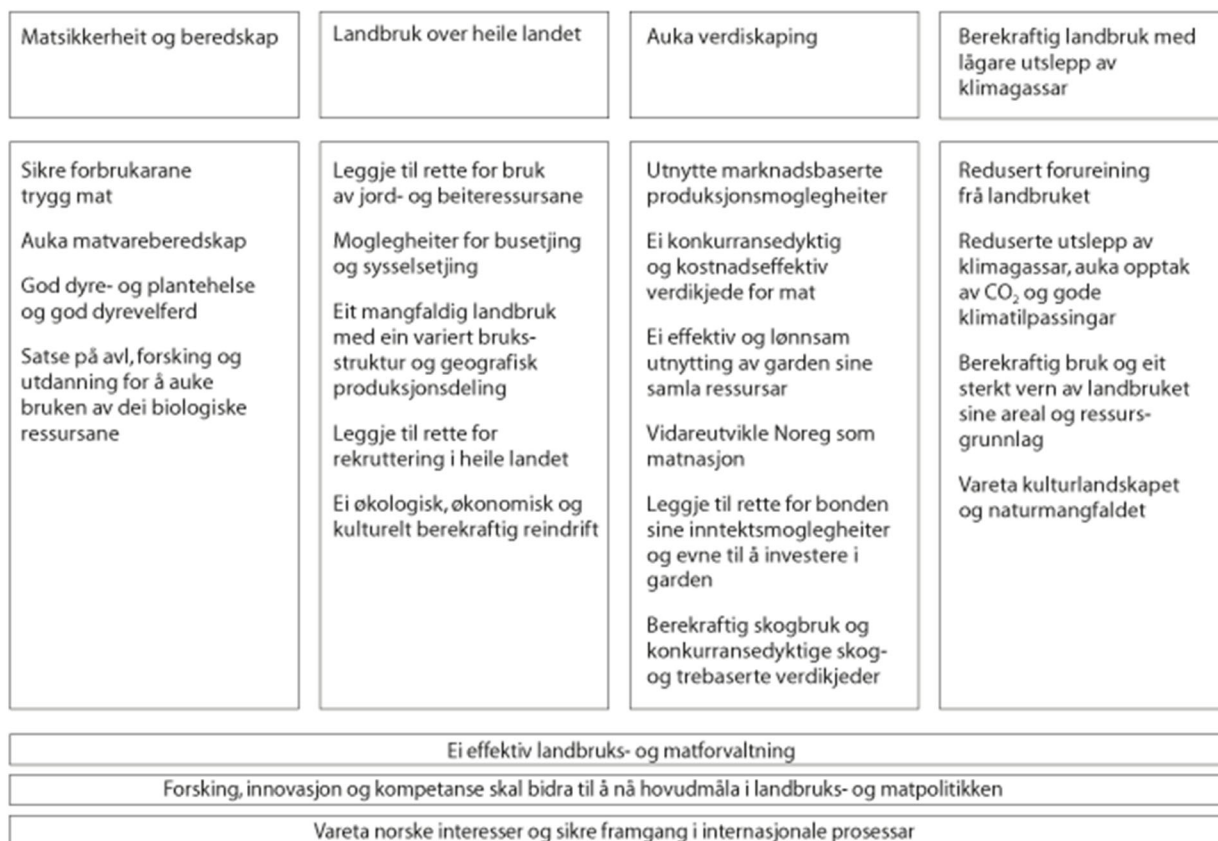 Matsikkerheit og beredskap
Landbruk over heile landet
Auka verdiskaping
Berekraftig landbruk med
lågare utslepp av
klimagassar
Sikre forbrukarane
trygg mat
Auka matvareberedskap
God dyre- og plantehelse
og god dyrevelferd
Satse på avl, forsking og
utdanning for å auke
bruken av dei biologiske
ressursane
Leggje til rette for bruk
av jord- og beiteressursane
Moglegheiter for busetjing
og sysselsetjing
Eit mangfaldig landbruk
med ein variert bruks-
struktur og geografisk
produksjonsdeling
Leggje til rette for
rekruttering i heile landet
Ei økologisk, økonomisk og
kulturelt berekraftig reindrift
Utnytte marknadsbaserte
produksjonsmoglegheiter
Ei konkurransedyktig
og kostnadseffektiv
verdikjede for mat
Ei effektiv og lønnsam
utnytting av garden sine
samla ressursar
Vidareutvikle Noreg som
matnasjon
Leggje til rette for bonden
sine inntektsmoglegheiter
og evne til å investere i
garden
Berekraftig skogbruk og
konkurransedyktige skog-
og trebaserte verdikjeder
Redusert forureining
frå landbruket
Reduserte utslepp av
klimagassar, auka opptak
av CO₂ og gode
klimatilpassingar
Berekraftig bruk og eit
sterkt vern av landbruket
sine areal og ressurs-
grunnlag
Vareta kulturlandskapet
og naturmangfaldet
Ei effektiv landbruks- og matforvaltning
Forsking, innovasjon og kompetanse skal bidra til å nå hovudmåla i landbruks- og matpolitikken
Vareta norske interesser og sikre framgang i internasjonale prosessar